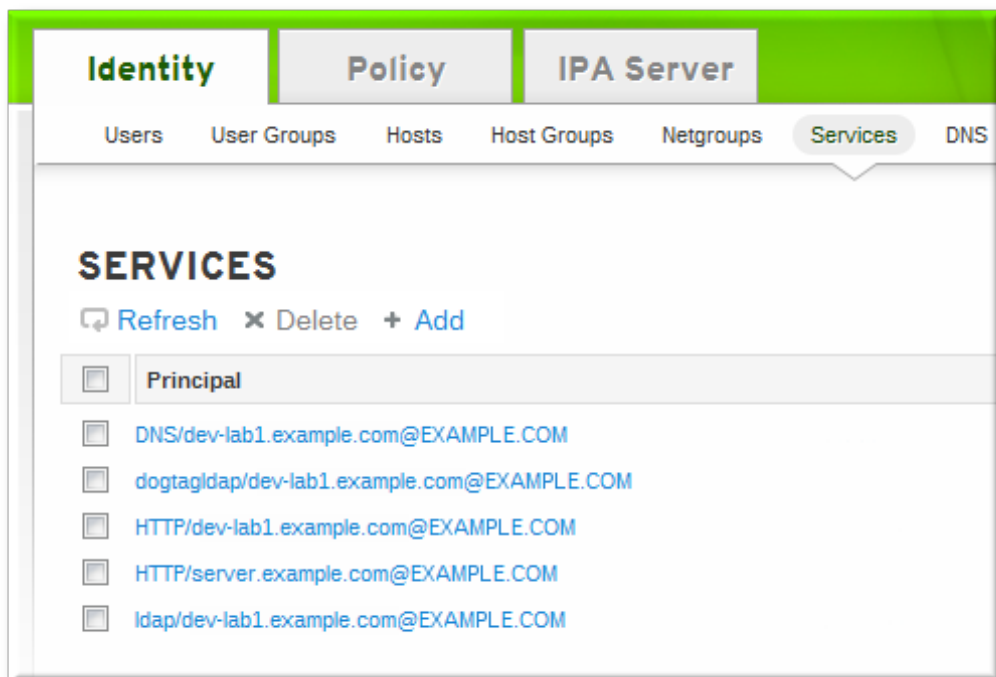 Identity Policy IPA Server
Users User Groups Hosts Host Groups Netgroups Services DNS
SERVICES
Refresh Delete + Add
Principal
DNS/dev-lab1.example.com@EXAMPLE.COM
dogtagldap/dev-lab1.example.com@EXAMPLE.COM
HTTP/dev-lab1.example.com@EXAMPLE.COM
HTTP/server.example.com@EXAMPLE.COM
ldap/dev-lab1.example.com@EXAMPLE.COM